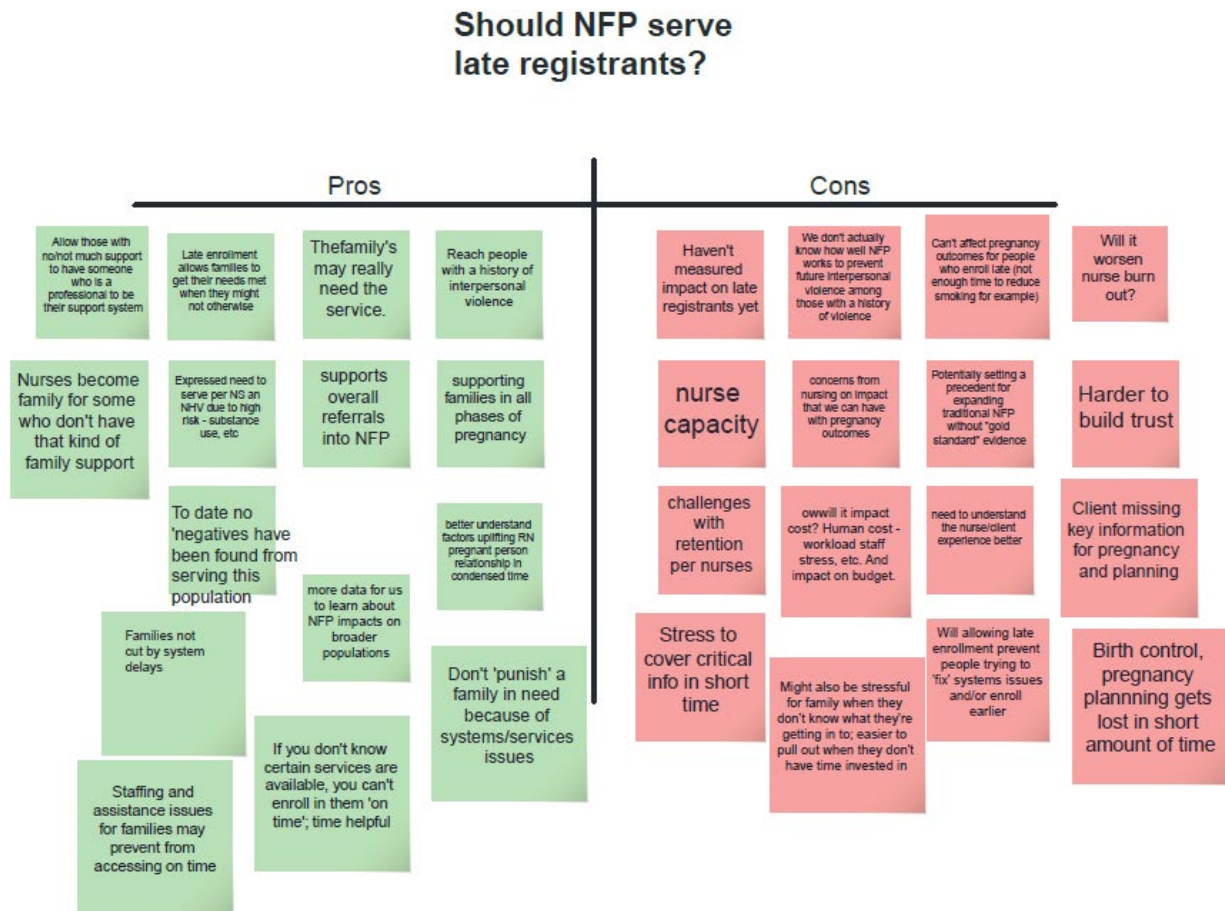 Should NFP serve
late registrants?
Pros
Cons
Allow those with
no/not much support
to have someone
who is a
professional to be
their support system
Late enrollment
allows families to
get their needs met
when they might
not otherwise
Thefamily's
may really
need the
service.
Reach people
with a history of
interpersonal
violence
Nurses become
family for some
who don't have
that kind of
family support
Expressed need to
serve per NS an
NHV due to high
risk - substance
use, etc
supports
overall
referrals
into NFP
supporting
families in all
phases of
pregnancy
To date no
'negatives have
been found from
serving this
population
better understand
factors uplifting RN
pregnant person
relationship in
condensed time
more data for us
to learn about
NFP impacts on
broader
populations
Families not
cut by system
delays
Don't 'punish' a
family in need
because of
systems/services
issues
If you don't know
certain services are
available, you can't
enroll in them 'on
time'; time helpful
Staffing and
assistance issues
for families may
prevent from
accessing on time
Haven't
measured
impact on late
registrants yet
We don't actually
know how well NFP
works to prevent
future interpersonal
violence among
those with a history
of violence
Can't affect pregnancy
outcomes for people
who enroll late (not
enough time to reduce
smoking for example)
Will it
worsen
nurse burn
out?
nurse
capacity
concerns from
nursing on impact
that we can have
with pregnancy
outcomes
Potentially setting a
precedent for
expanding
traditional NFP
without "gold
standard" evidence
Harder to
build trust
challenges
with
retention
per nurses
owwill it impact
cost? Human cost -
workload staff
stress, etc. And
impact on budget.
need to understand
the nurse/client
experience better
Client missing
key information
for pregnancy
and planning
Stress to
cover critical
info in short
time
Might also be stressful
for family when they
don't know what they're
getting in to; easier to
pull out when they don't
have time invested in
Will allowing late
enrollment prevent
people trying to
'fix' systems issues
and/or enroll
earlier
Birth control,
pregnancy
plannning gets
lost in short
amount of time